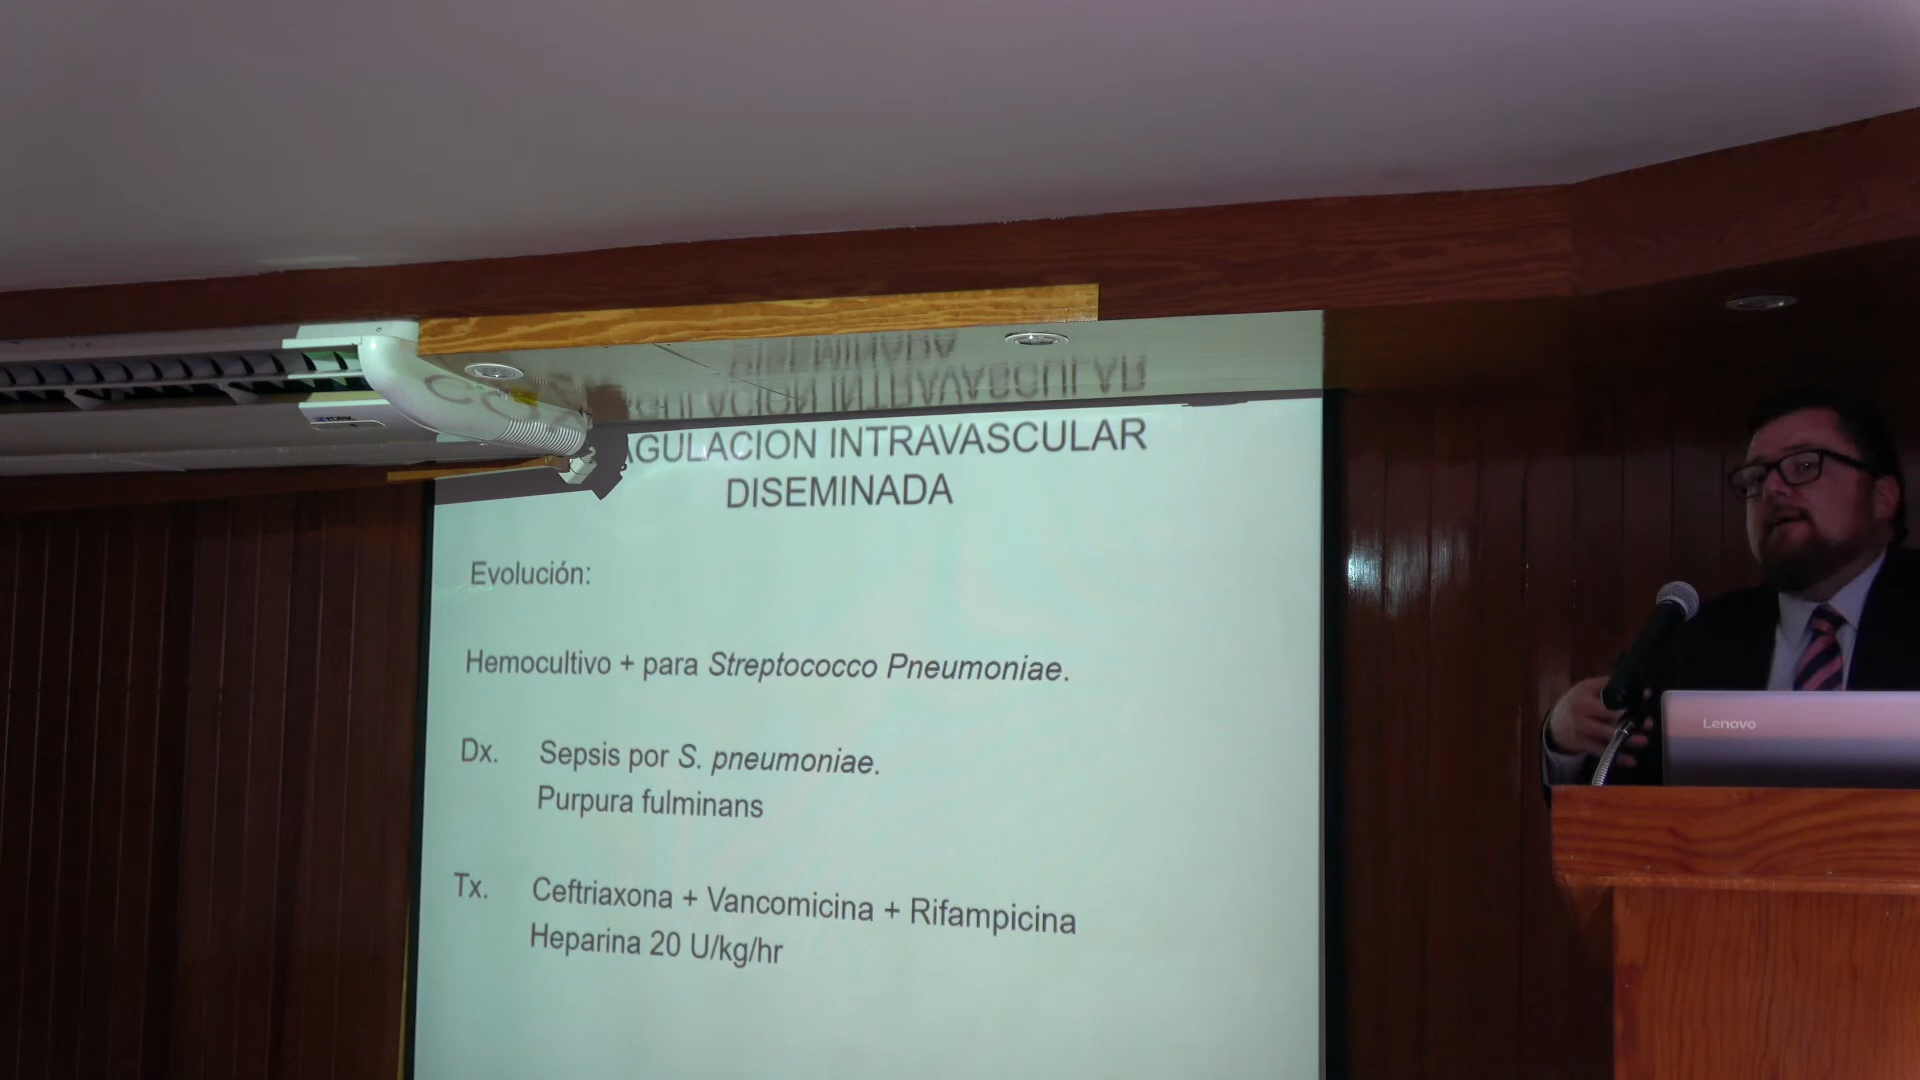 YORK
AGULACION INTRAVASCULAR
DISEMINADA
Evolución:
Hemocultivo + para Streptococco Pneumoniae.
Dx. Sepsis por S. pneumoniae.
Purpura fulminans
Tx. Ceftriaxona + Vancomicina + Rifampicina
Heparina 20 U/kg/hr
Lenovo